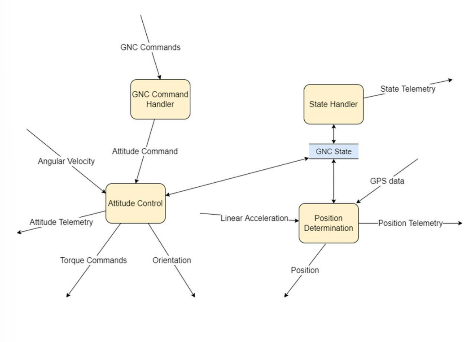 GNC Commands
GNC Command
Handler
State Handler
State Telemetry
Attitude Command
GNC State
Angular Velocity
GPS data
Attitude Control
Attitude Telemetry
Linear Acceleration
Position
Determination
Position Telemetry
Torque Commands
Orientation
Position